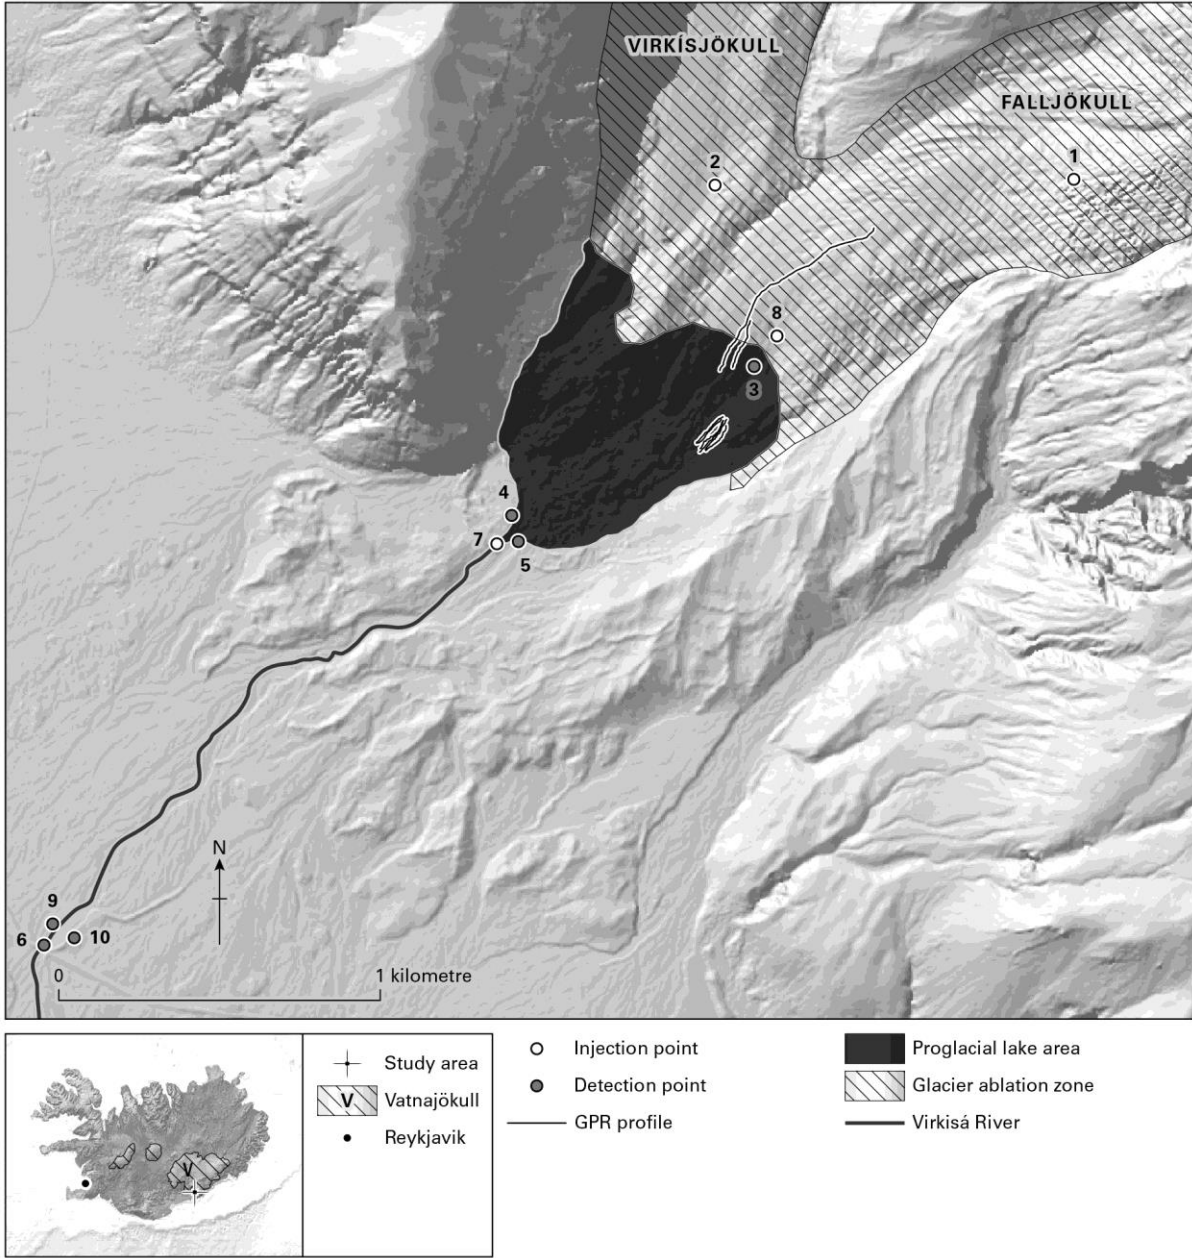 VIRKÍSJÖKULL
FALLJÖKULL
2
1
8
3
4
7
5
N
9
6
10
0
1 kilometre
V
Study area
V
Vatnajökull
Reykjavik
Injection point
Detection point
GPR profile
Proglacial lake area
Glacier ablation zone
Virkisá River